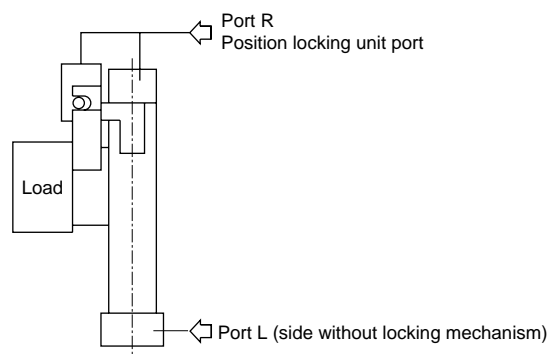 Port R
Position locking unit port
Load
Port L (side without locking mechanism)